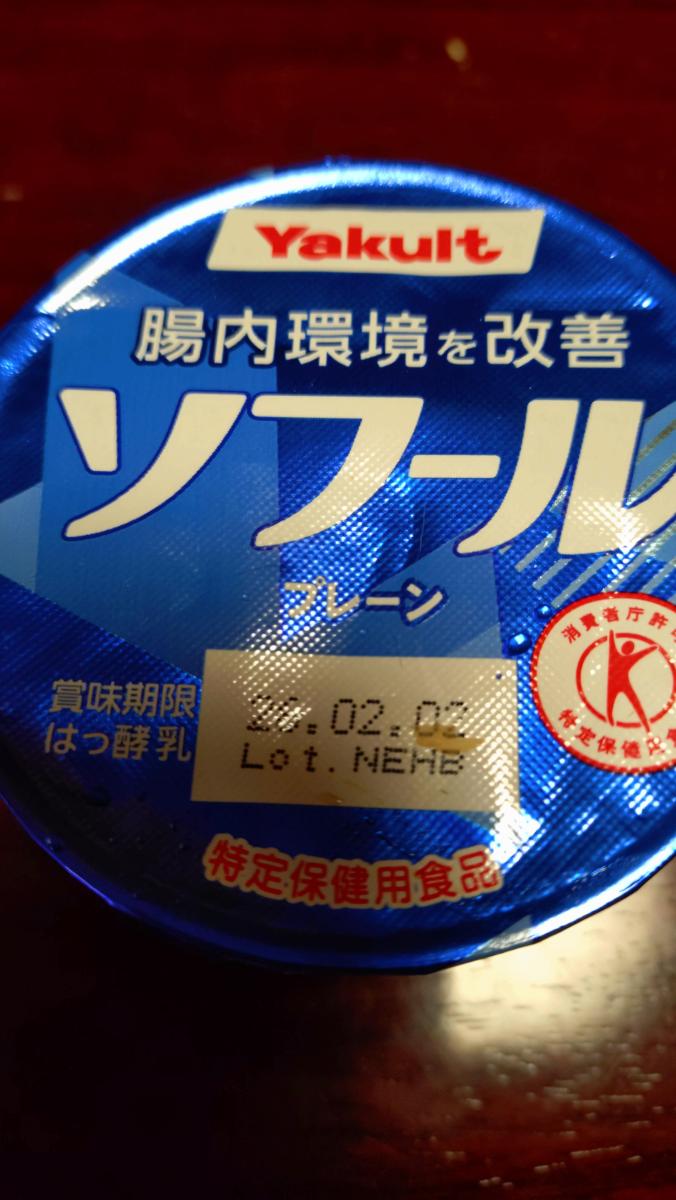 Yakult
腸内環境を改善
ソフール
プレーン
消費者庁許可
特定保健用食
賞味期限
26.02.02
はっ酵乳
Lot. NEHB
特定保健用食品